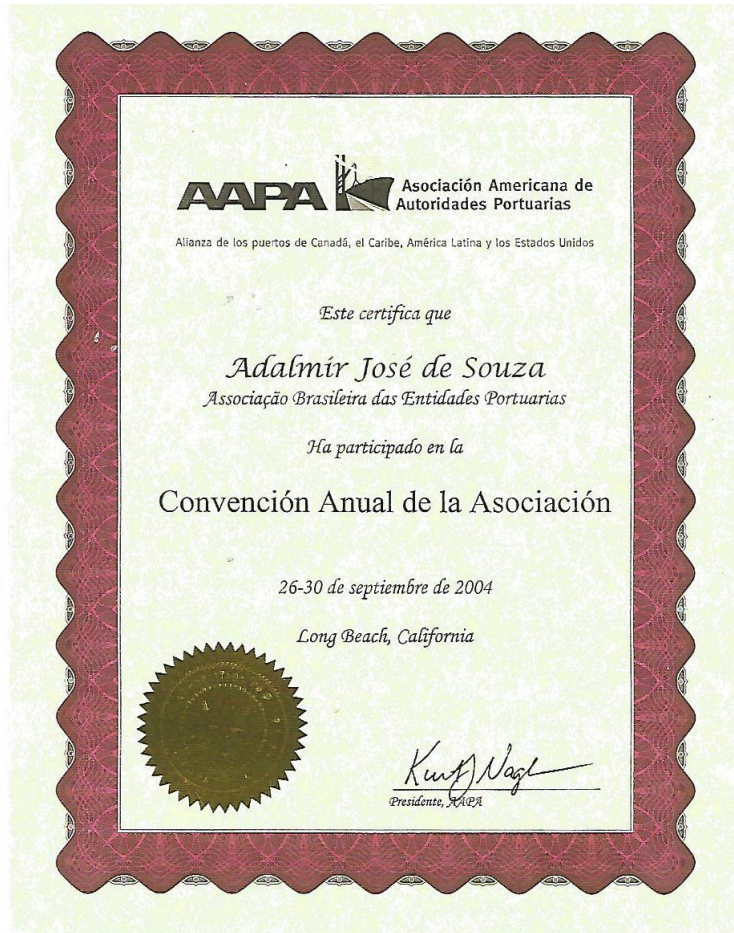 AAPA
Asociación Americana de
Autoridades Portuarias
Alianza de los puertos de Canadá, el Caribe, América Latina y los Estados Unidos
Este certifica que
Adalmir José de Souza
Associação Brasileira das Entidades Portuarias
Ha participado en la
Convención Anual de la Asociación
26-30 de septiembre de 2004
Long Beach, California
Kurt J Nagle
Presidente, AAPA